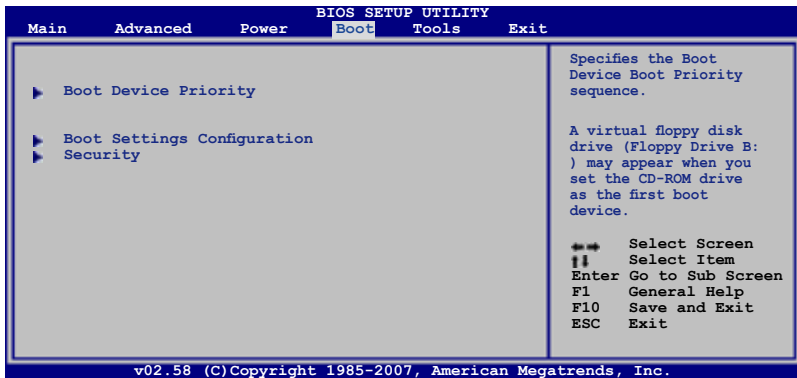 BIOS SETUP UTILITY
Main Advanced Power Boot Tools Exit
Boot Device Priority
Boot Settings Configuration
Security
Specifies the Boot
Device Boot Priority
sequence.
A virtual floppy disk
drive (Floppy Drive B:
) may appear when you
set the CD-ROM drive
as the first boot
device.
Select Screen
Select Item
Enter Go to Sub Screen
F1 General Help
F10 Save and Exit
ESC Exit
v02.58 (C)Copyright 1985-2007, American Megatrends, Inc.